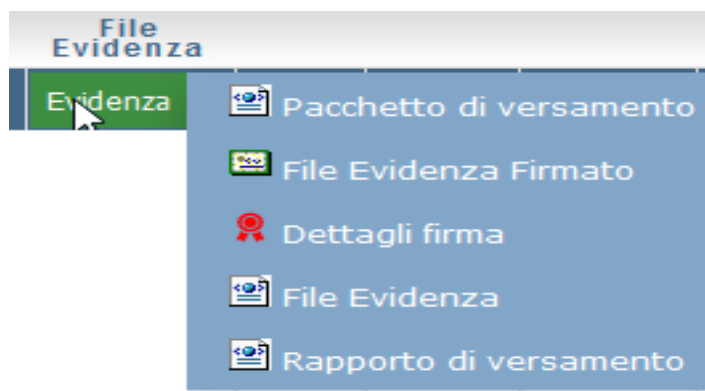 File
Evidenza
Evidenza
Pacchetto di versamento
File Evidenza Firmato
Dettagli firma
File Evidenza
Rapporto di versamento